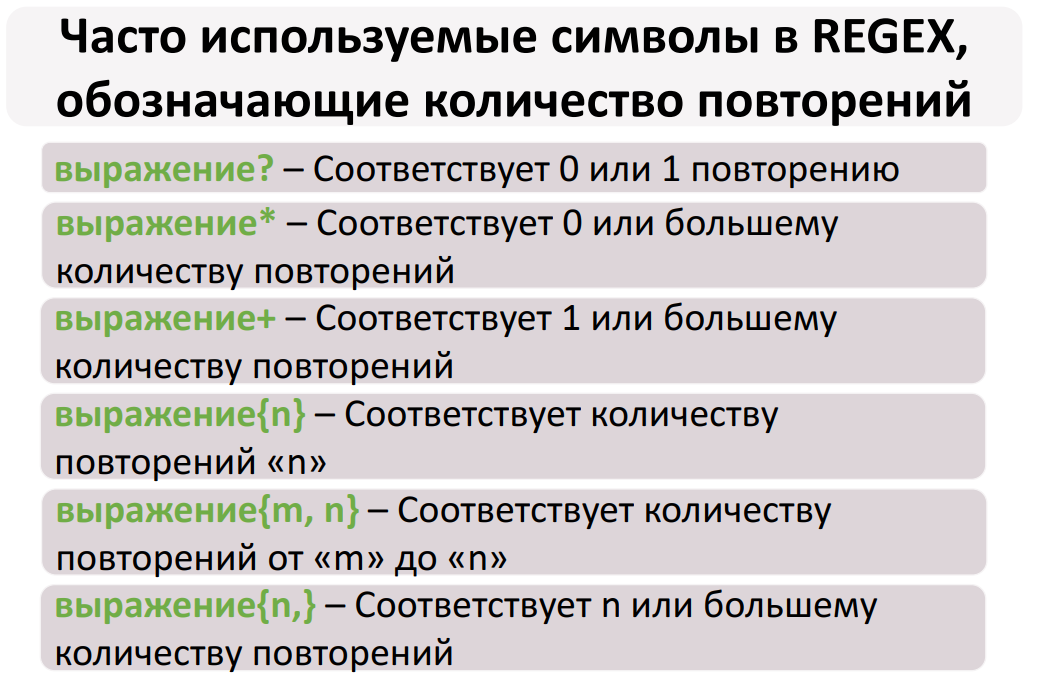 Часто используемые символы в REGEX,
обозначающие количество повторений
выражение? – Соответствует 0 или 1 повторению
выражение* – Соответствует 0 или большему
количеству повторений
выражение+ – Соответствует 1 или большему
количеству повторений
выражение{n} – Соответствует количеству
повторений «n»
выражение{m, n} – Соответствует количеству
повторений от «m» до «n»
выражение{n,} – Соответствует n или большему
количеству повторений